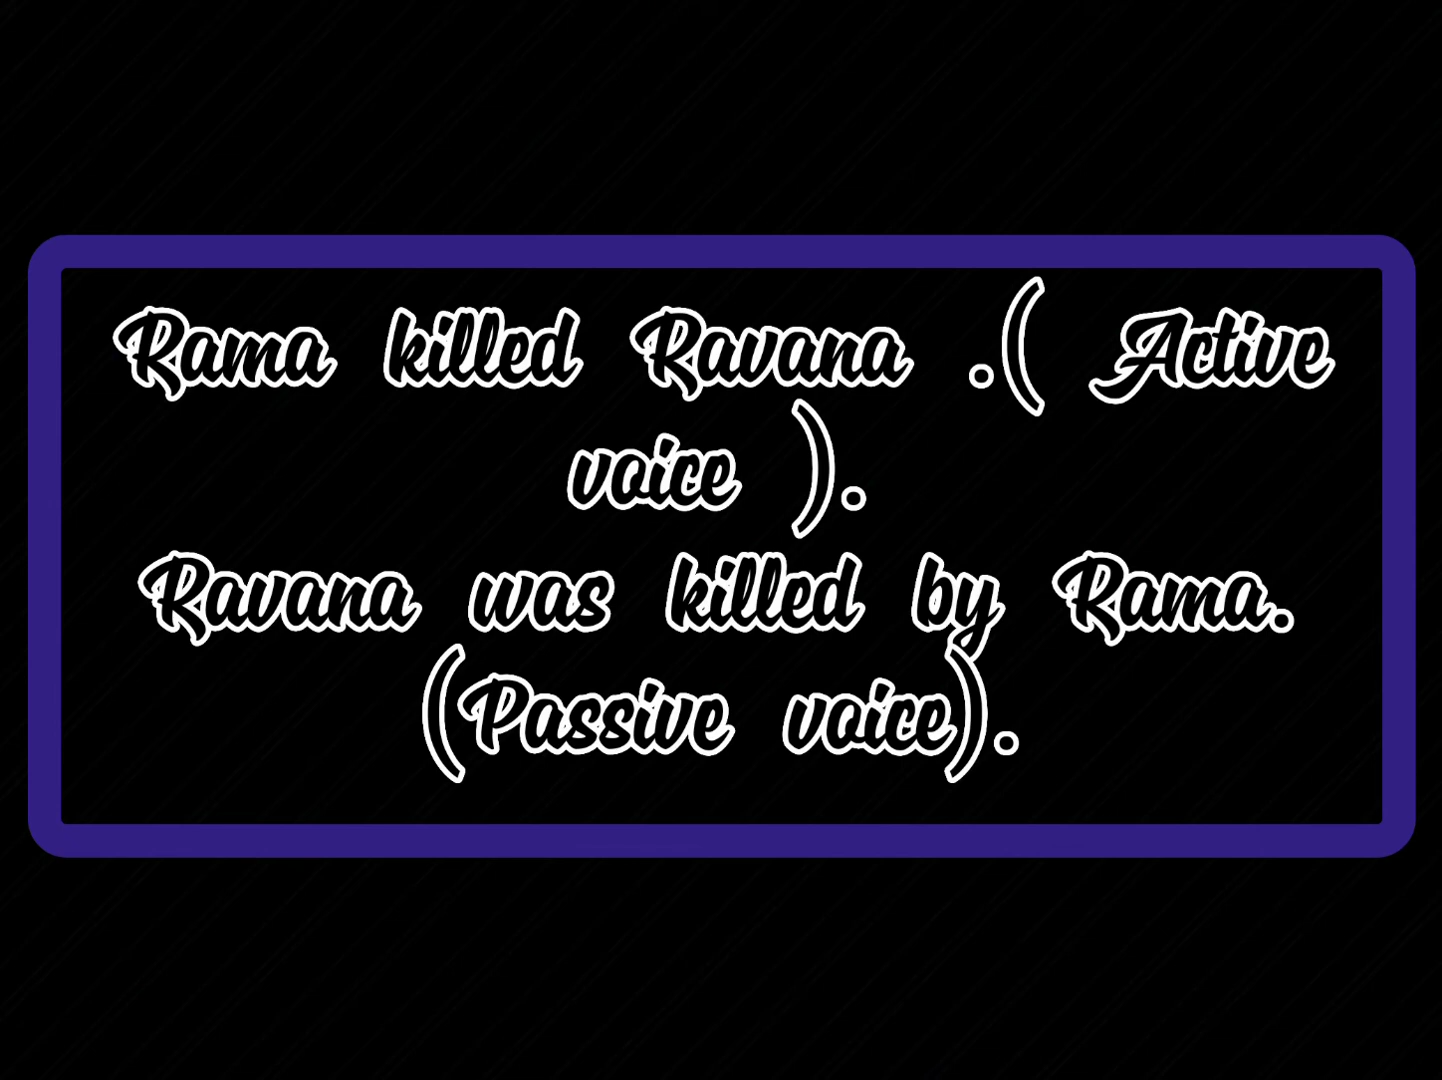 Rama killed Ravana .( Active
voice ).
Ravana was killed by Rama.
(Passive voice).